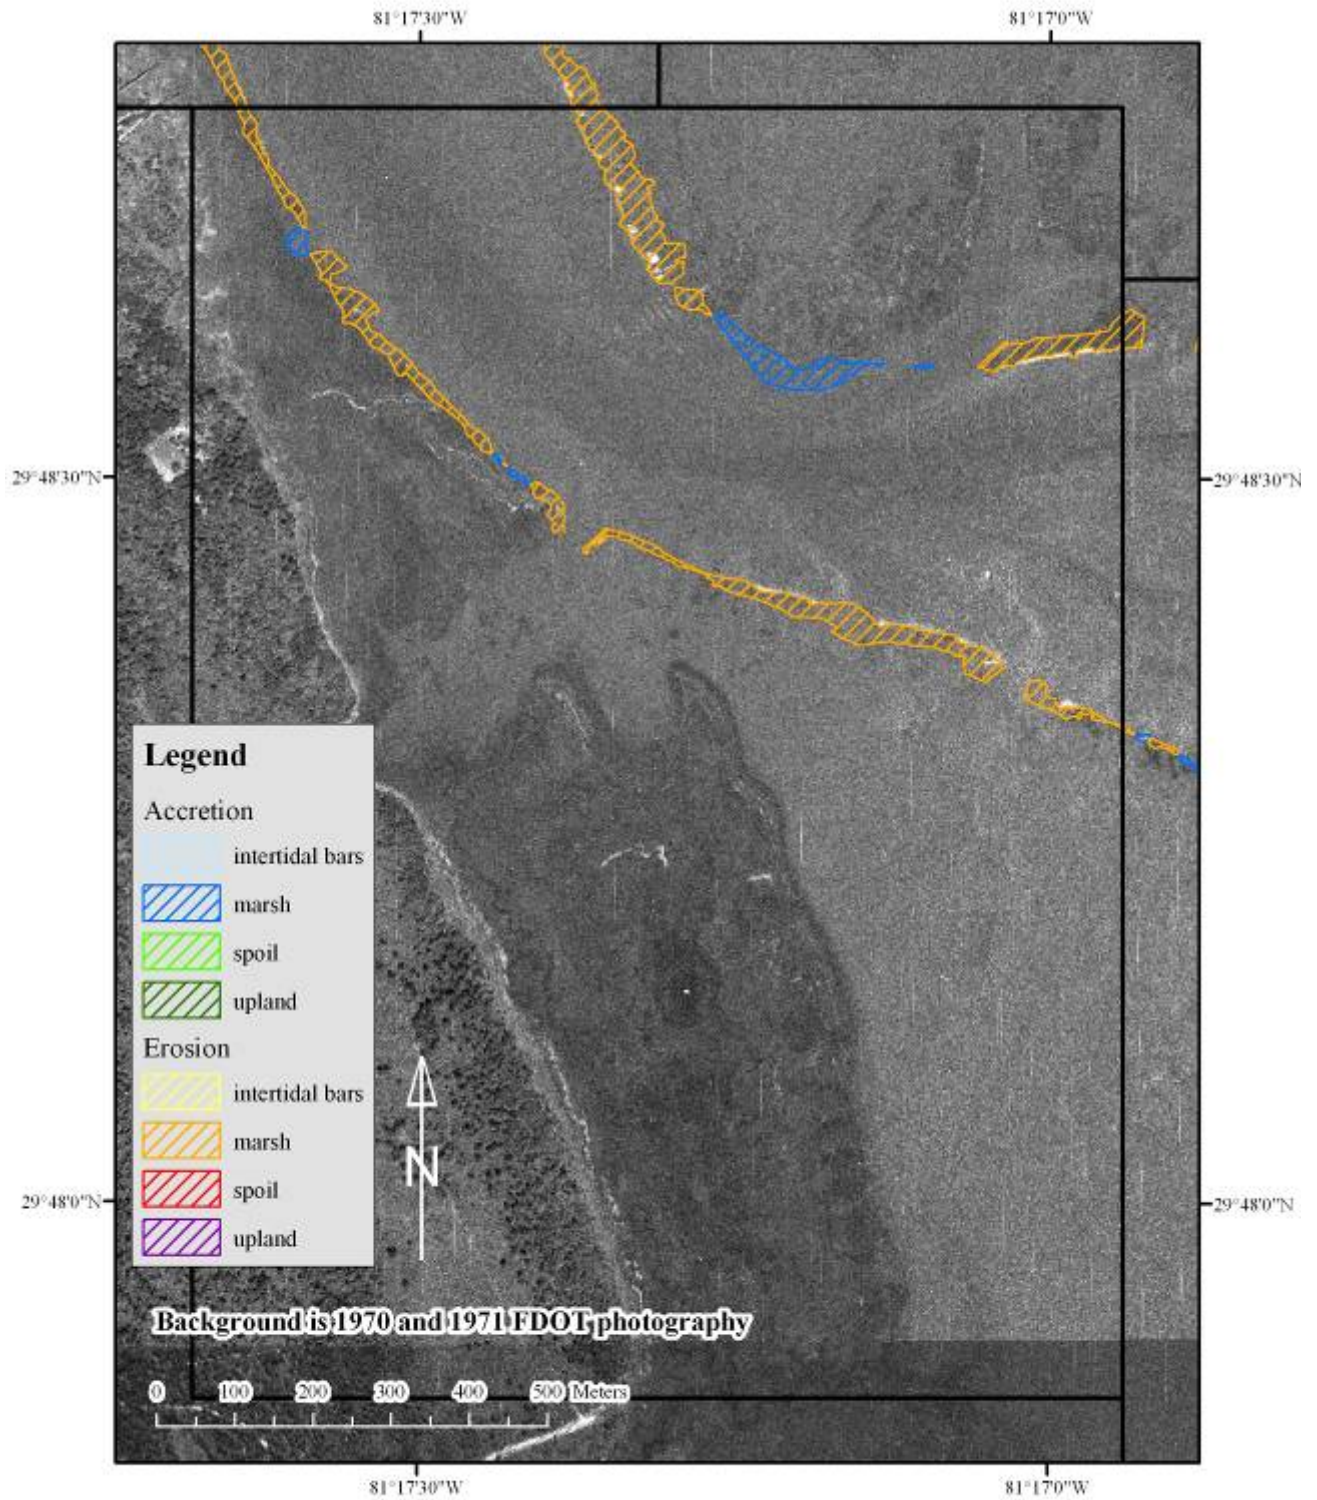 81°17'30"W 81°17'0"W
29°48'30"N 29°48'30"N
Legend
Accretion
intertidal bars
marsh
spoil
upland
Erosion
intertidal bars
marsh
spoil
upland
N
29°48'0"N 29°48'0"N
Background is 1970 and 1971 FDOT photography
0 100 200 300 400 500 Meters
81°17'30"W 81°17'0"W